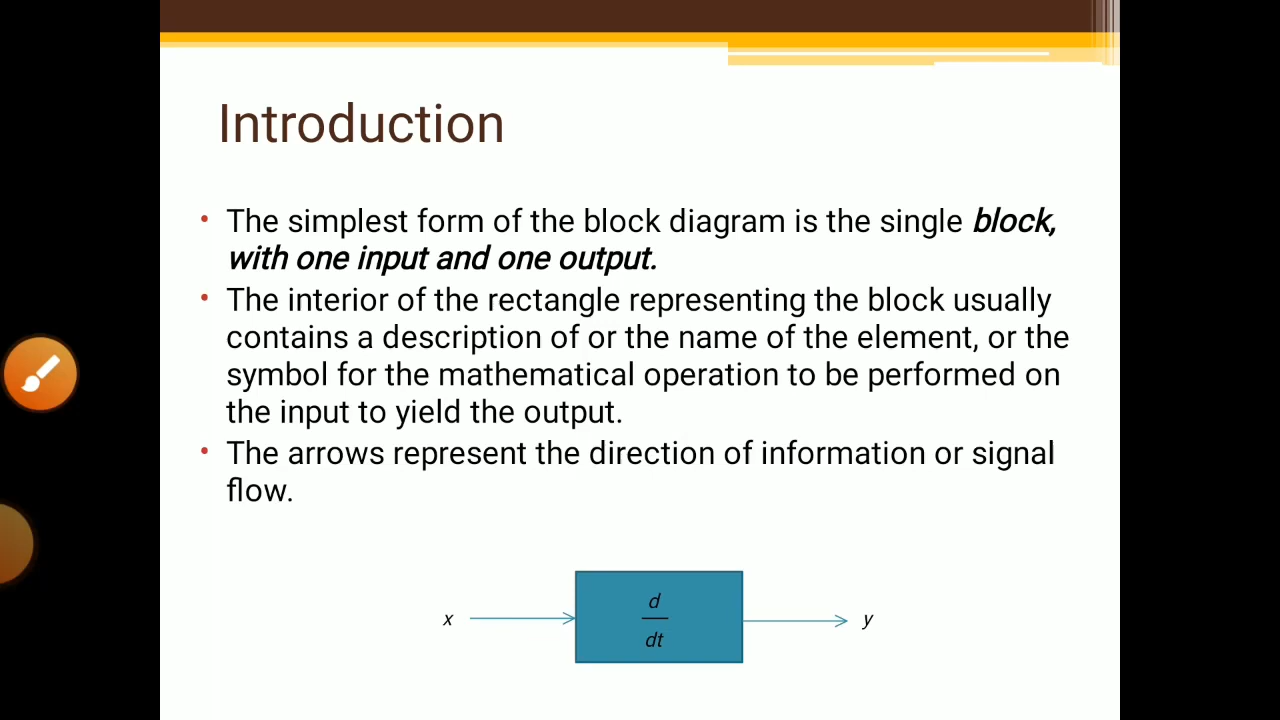 Introduction
• The simplest form of the block diagram is the single block,
with one input and one output.
• The interior of the rectangle representing the block usually
contains a description of or the name of the element, or the
symbol for the mathematical operation to be performed on
the input to yield the output.
• The arrows represent the direction of information or signal
flow.
x
d
dt
y